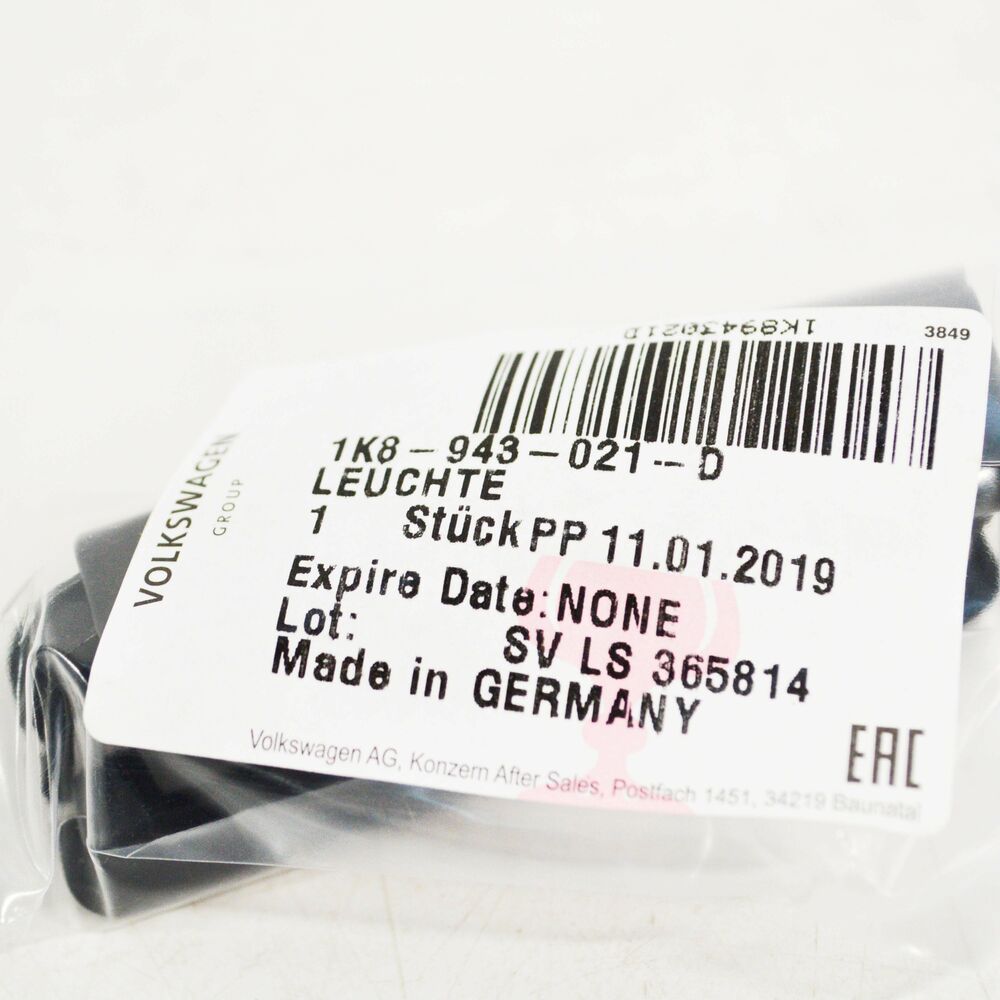 1K8943021D
3849
1K8-943-021--D
LEUCHTE
1 Stück PP 11.01.2019
Expire Date: NONE
Lot: SV LS 365814
Made in GERMANY
VOLKSWAGEN
GROUP
EAC
Volkswagen AG, Konzern After Sales, Postfach 1451, 34219 Baunatal